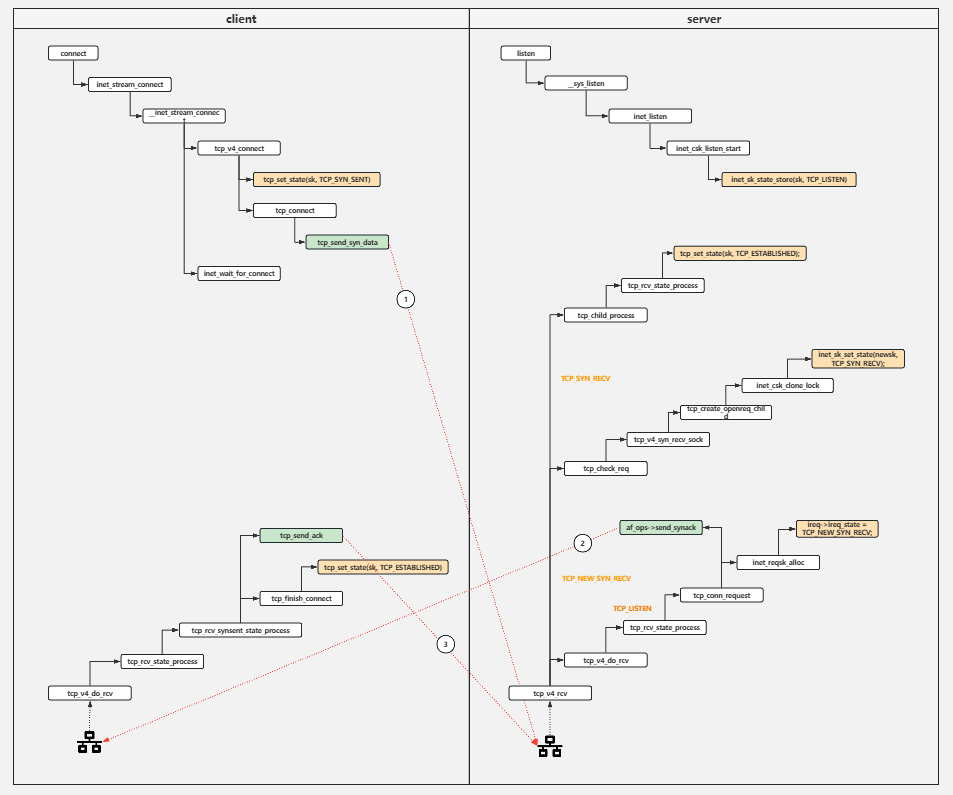 client
server
connect
inet_stream_connect
__inet_stream_connec
t
tcp_v4_connect
tcp_set_state(sk, TCP_SYN_SENT)
tcp_connect
tcp_send_syn_data
inet_wait_for_connect
1
listen
__sys_listen
inet_listen
inet_csk_listen_start
inet_sk_state_store(sk, TCP_LISTEN)
tcp_set_state(sk, TCP_ESTABLISHED);
tcp_rcv_state_process
tcp_child_process
TCP_SYN_RECV
inet_sk_set_state(newsk,
TCP_SYN_RECV);
inet_csk_clone_lock
tcp_create_openreq_chil
d
tcp_v4_syn_recv_sock
tcp_check_req
tcp_send_ack
tcp_set_state(sk, TCP_ESTABLISHED)
tcp_finish_connect
tcp_rcv_synsent_state_process
tcp_rcv_state_process
tcp_v4_do_rcv
3
2
af_ops->send_synack
ireq->ireq_state =
TCP_NEW_SYN_RECV;
inet_reqsk_alloc
TCP_NEW_SYN_RECV
tcp_conn_request
TCP_LISTEN
tcp_rcv_state_process
tcp_v4_do_rcv
tcp_v4_rcv